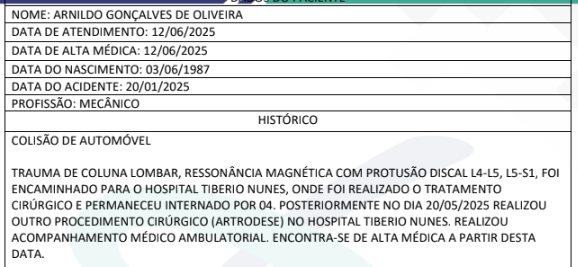 NOME: ARNILDO GONÇALVES DE OLIVEIRA
DATA DE ATENDIMENTO: 12/06/2025
DATA DE ALTA MÉDICA: 12/06/2025
DATA DO NASCIMENTO: 03/06/1987
DATA DO ACIDENTE: 20/01/2025
PROFISSÃO: MECÂNICO
HISTÓRICO
COLISÃO DE AUTOMÓVEL
TRAUMA DE COLUNA LOMBAR, RESSONÂNCIA MAGNÉTICA COM PROTUSÃO DISCAL L4-L5, L5-S1, FOI
ENCAMINHADO PARA O HOSPITAL TIBERIO NUNES, ONDE FOI REALIZADO O TRATAMENTO
CIRÚRGICO E PERMANECEU INTERNADO POR 04. POSTERIORMENTE NO DIA 20/05/2025 REALIZOU
OUTRO PROCEDIMENTO CIRÚRGICO (ARTRODESE) NO HOSPITAL TIBERIO NUNES. REALIZOU
ACOMPANHAMENTO MÉDICO AMBULATORIAL. ENCONTRA-SE DE ALTA MÉDICA A PARTIR DESTA
DATA.